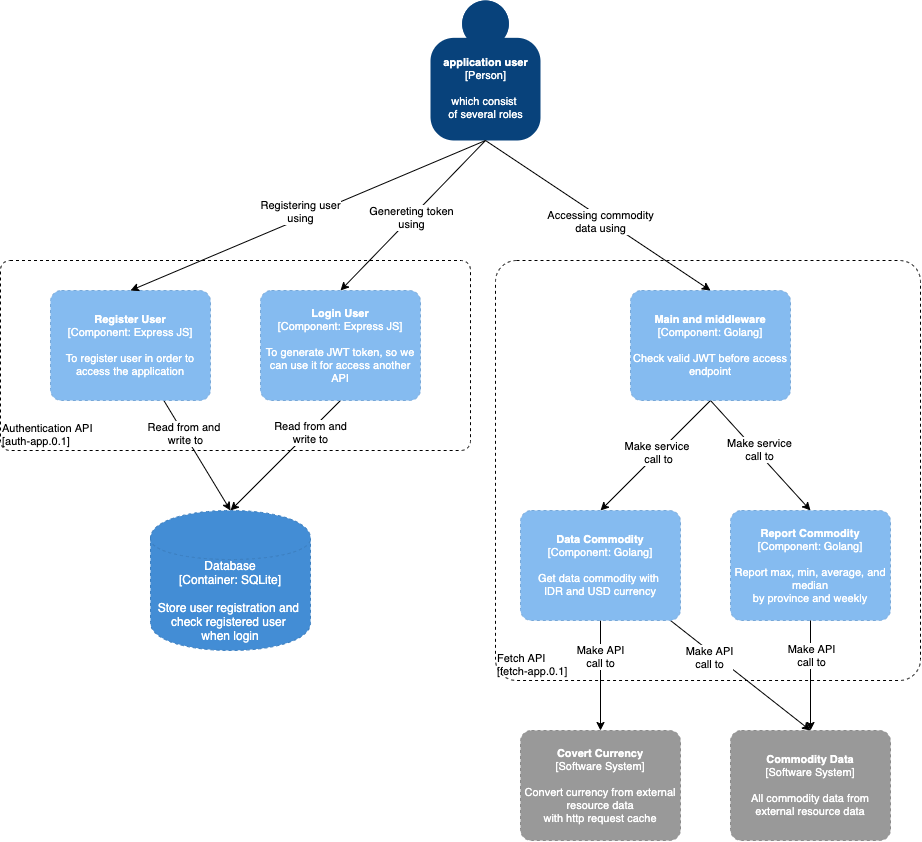 application user
[Person]
which consist
of several roles
Registering user
using
Genereting token
using
Accessing commodity
data using
Register User
[Component: Express JS]
To register user in order to
access the application
Login User
[Component: Express JS]
To generate JWT token, so we
can use it for access another
API
Main and middleware
[Component: Golang]
Check valid JWT before access
endpoint
Authentication API
[auth-app.0.1]
Read from and
write to
Read from and
write to
Make service
call to
Make service
call to
Database
[Container: SQLite]
Store user registration and
check registered user
when login
Data Commodity
[Component: Golang]
Get data commodity with
IDR and USD currency
Report Commodity
[Component: Golang]
Report max, min, average, and
median
by province and weekly
Fetch API
[fetch-app.0.1]
Make API
call to
Make API
call to
Make API
call to
Covert Currency
[Software System]
Convert currency from external
resource data
with http request cache
Commodity Data
[Software System]
All commodity data from
external resource data